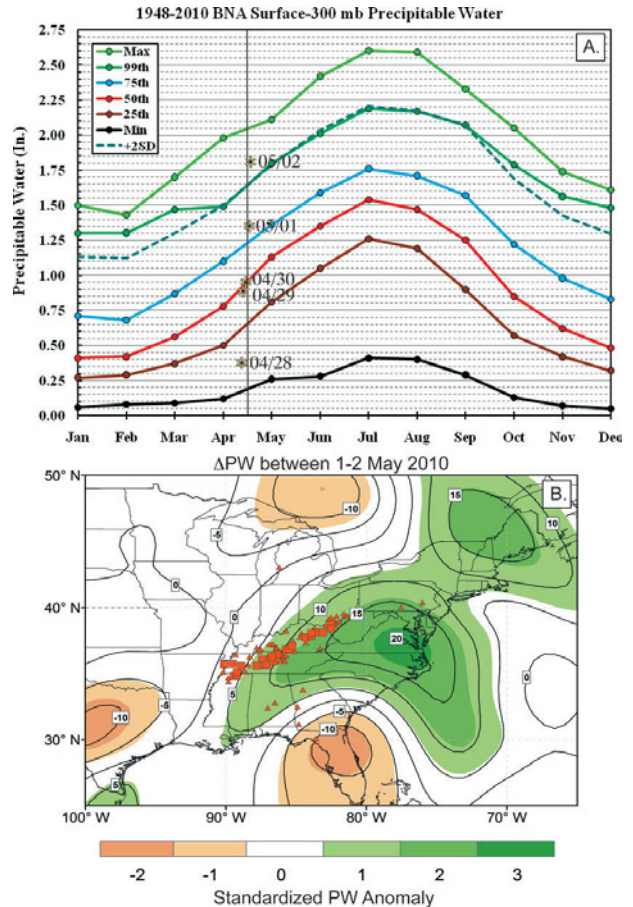 1948-2010 BNA Surface-300 mb Precipitable Water
A.
Precipitable Water (In.)
2.75
2.50
2.25
2.00
1.75
1.50
1.25
1.00
0.75
0.50
0.25
0.00
Max
99th
75th
50th
25th
Min
+2SD
05/02
05/01
04/30
04/29
04/28
Jan Feb Mar Apr May Jun Jul Aug Sep Oct Nov Dec
ΔPW between 1-2 May 2010
B.
50° N
40° N
30° N
-10
15
10
-5
0
0
10
15
20
5
-5
0
-5
-10
-10
5
100° W 90° W 80° W 70° W
-2 -1 0 1 2 3
Standardized PW Anomaly